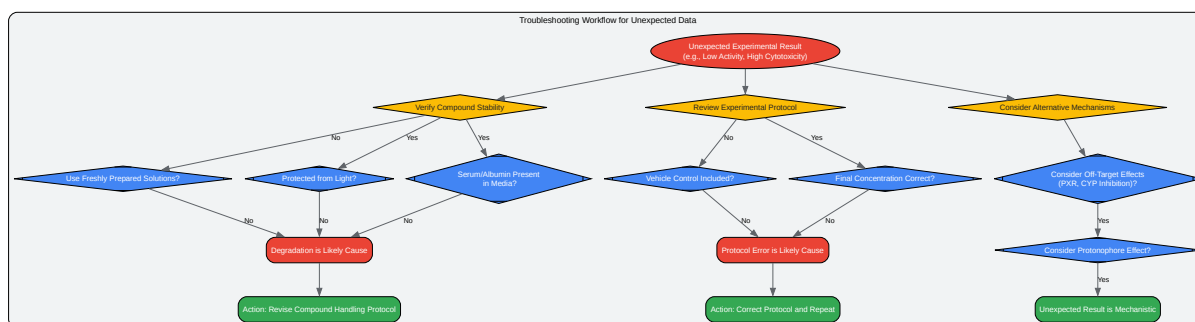 Troubleshooting Workflow for Unexpected Data
Unexpected Experimental Result
(e.g., Low Activity, High Cytotoxicity)
Verify Compound Stability
Review Experimental Protocol
Consider Alternative Mechanisms
No
Yes
Yes
No
Yes
Use Freshly Prepared Solutions?
Protected from Light?
Serum/Albumin Present
in Media?
Vehicle Control Included?
Final Concentration Correct?
Consider Off-Target Effects
(PXR, CYP Inhibition)?
No
No
No
No
No
Yes
Degradation is Likely Cause
Protocol Error is Likely Cause
Consider Protonophore Effect?
Yes
Action: Revise Compound Handling Protocol
Action: Correct Protocol and Repeat
Unexpected Result is Mechanistic